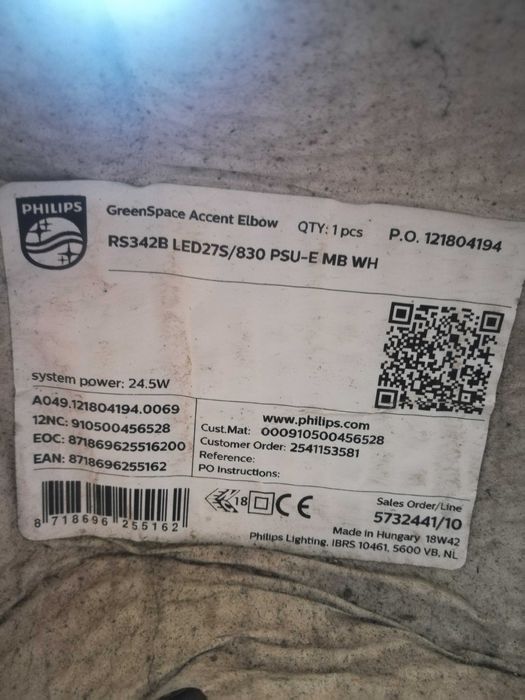 PHILIPS
GreenSpace Accent Elbow QTY: 1 pcs P.O. 121804194
RS342B LED27S/830 PSU-E MB WH
system power: 24.5W
A049.121804194.0069
12NC: 910500456528
EOC: 871869625516200
EAN: 8718696255162
www.philips.com
Cust.Mat: 000910500456528
Customer Order: 2541153581
Reference:
PO Instructions:
8 718696 255162
18 CE
Sales Order/Line
5732441/10
Made in Hungary 18W42
Philips Lighting, IBRS 10461, 5600 VB, NL